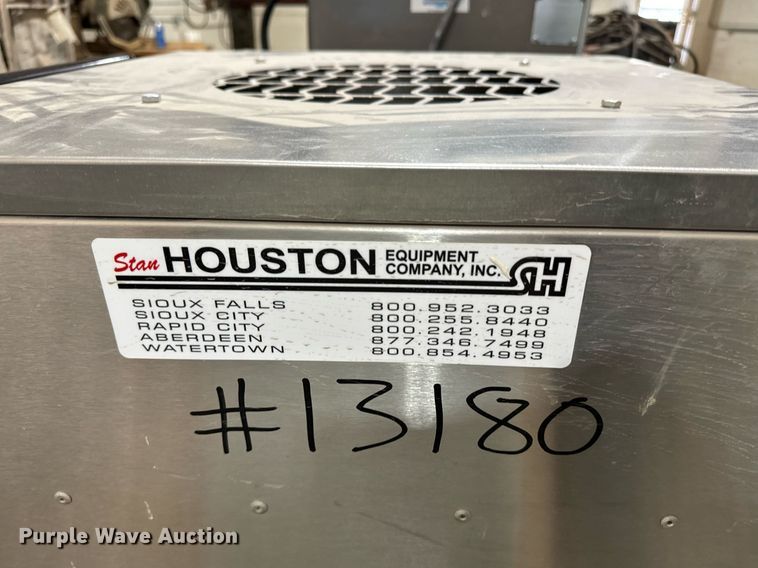 Stan HOUSTON EQUIPMENT COMPANY, INC. SH
SIOUX FALLS 800.952.3033
SIOUX CITY 800.255.8440
RAPID CITY 800.242.1948
ABERDEEN 877.346.7499
WATERTOWN 800.854.4953
#13180
Purple Wave Auction